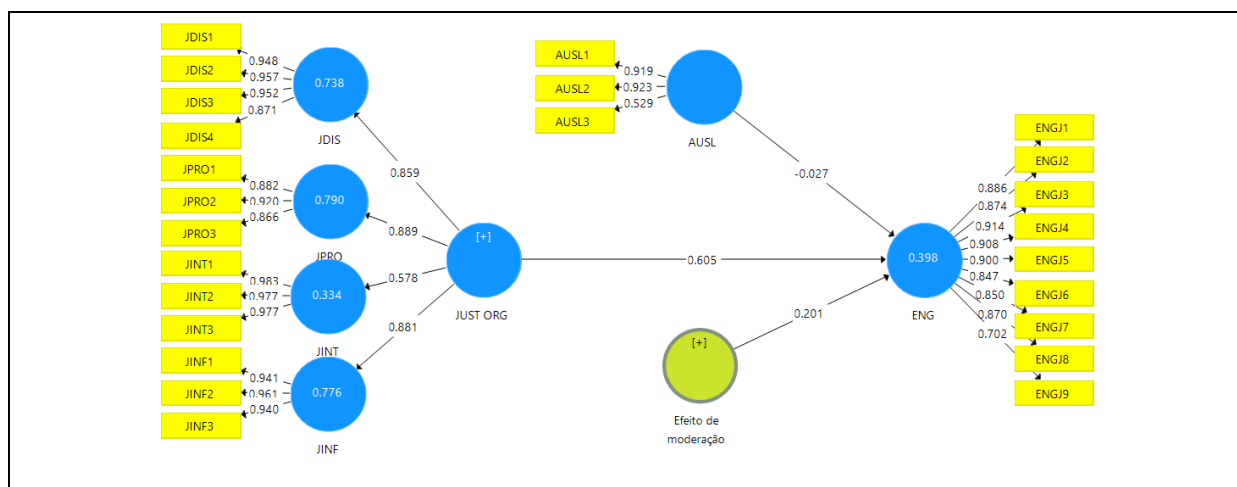 JDIS1
JDIS2
JDIS3
JDIS4
0.948
0.957
0.952
0.871
0.738
JDIS
JPRO1
JPRO2
JPRO3
0.882
0.920
0.866
0.790
JPRO
JINT1
JINT2
JINT3
0.983
0.977
0.977
0.334
JINT
JINF1
JINF2
JINF3
0.941
0.961
0.940
0.776
JINF
0.859
0.889
0.578
0.881
[+]
JUST ORG
AUSL1
AUSL2
AUSL3
0.919
0.923
0.529
AUSL
-0.027
0.605
0.201
[+]
Efeito de
moderação
0.398
ENG
0.886
0.874
0.914
0.908
0.900
0.847
0.850
0.870
0.702
ENGJ1
ENGJ2
ENGJ3
ENGJ4
ENGJ5
ENGJ6
ENGJ7
ENGJ8
ENGJ9